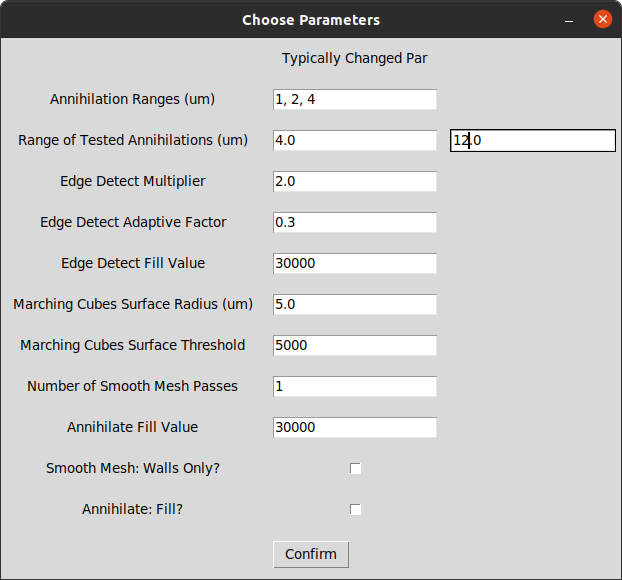 Choose Parameters
Typically Changed Par
Annihilation Ranges (um) 1, 2, 4
Range of Tested Annihilations (um) 4.0 12.0
Edge Detect Multiplier 2.0
Edge Detect Adaptive Factor 0.3
Edge Detect Fill Value 30000
Marching Cubes Surface Radius (um) 5.0
Marching Cubes Surface Threshold 5000
Number of Smooth Mesh Passes 1
Annihilate Fill Value 30000
Smooth Mesh: Walls Only?
Annihilate: Fill?
Confirm